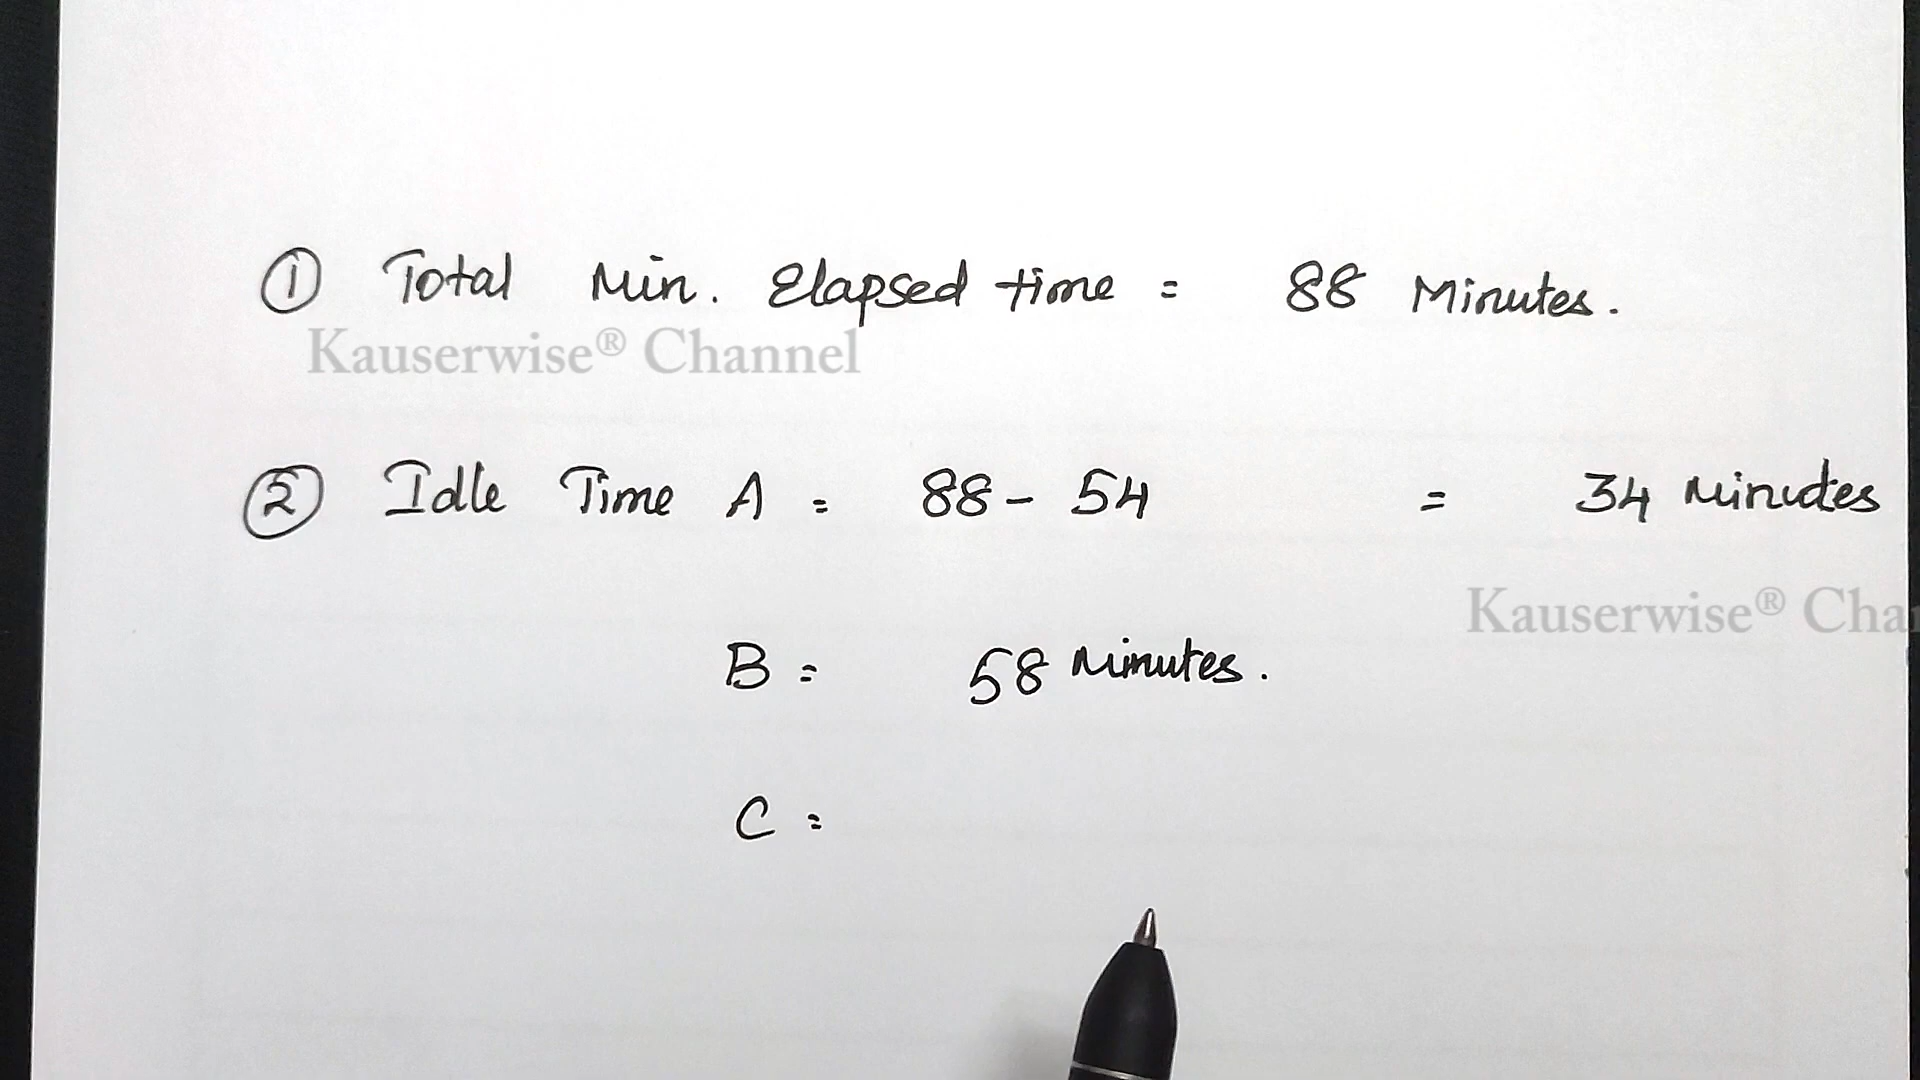 ① Total Min. Elapsed time = 88 Minutes.
Kauserwise® Channel
② Idle Time A = 88 - 54 = 34 Minutes
Kauserwise® Cha
B = 58 Minutes.
C =